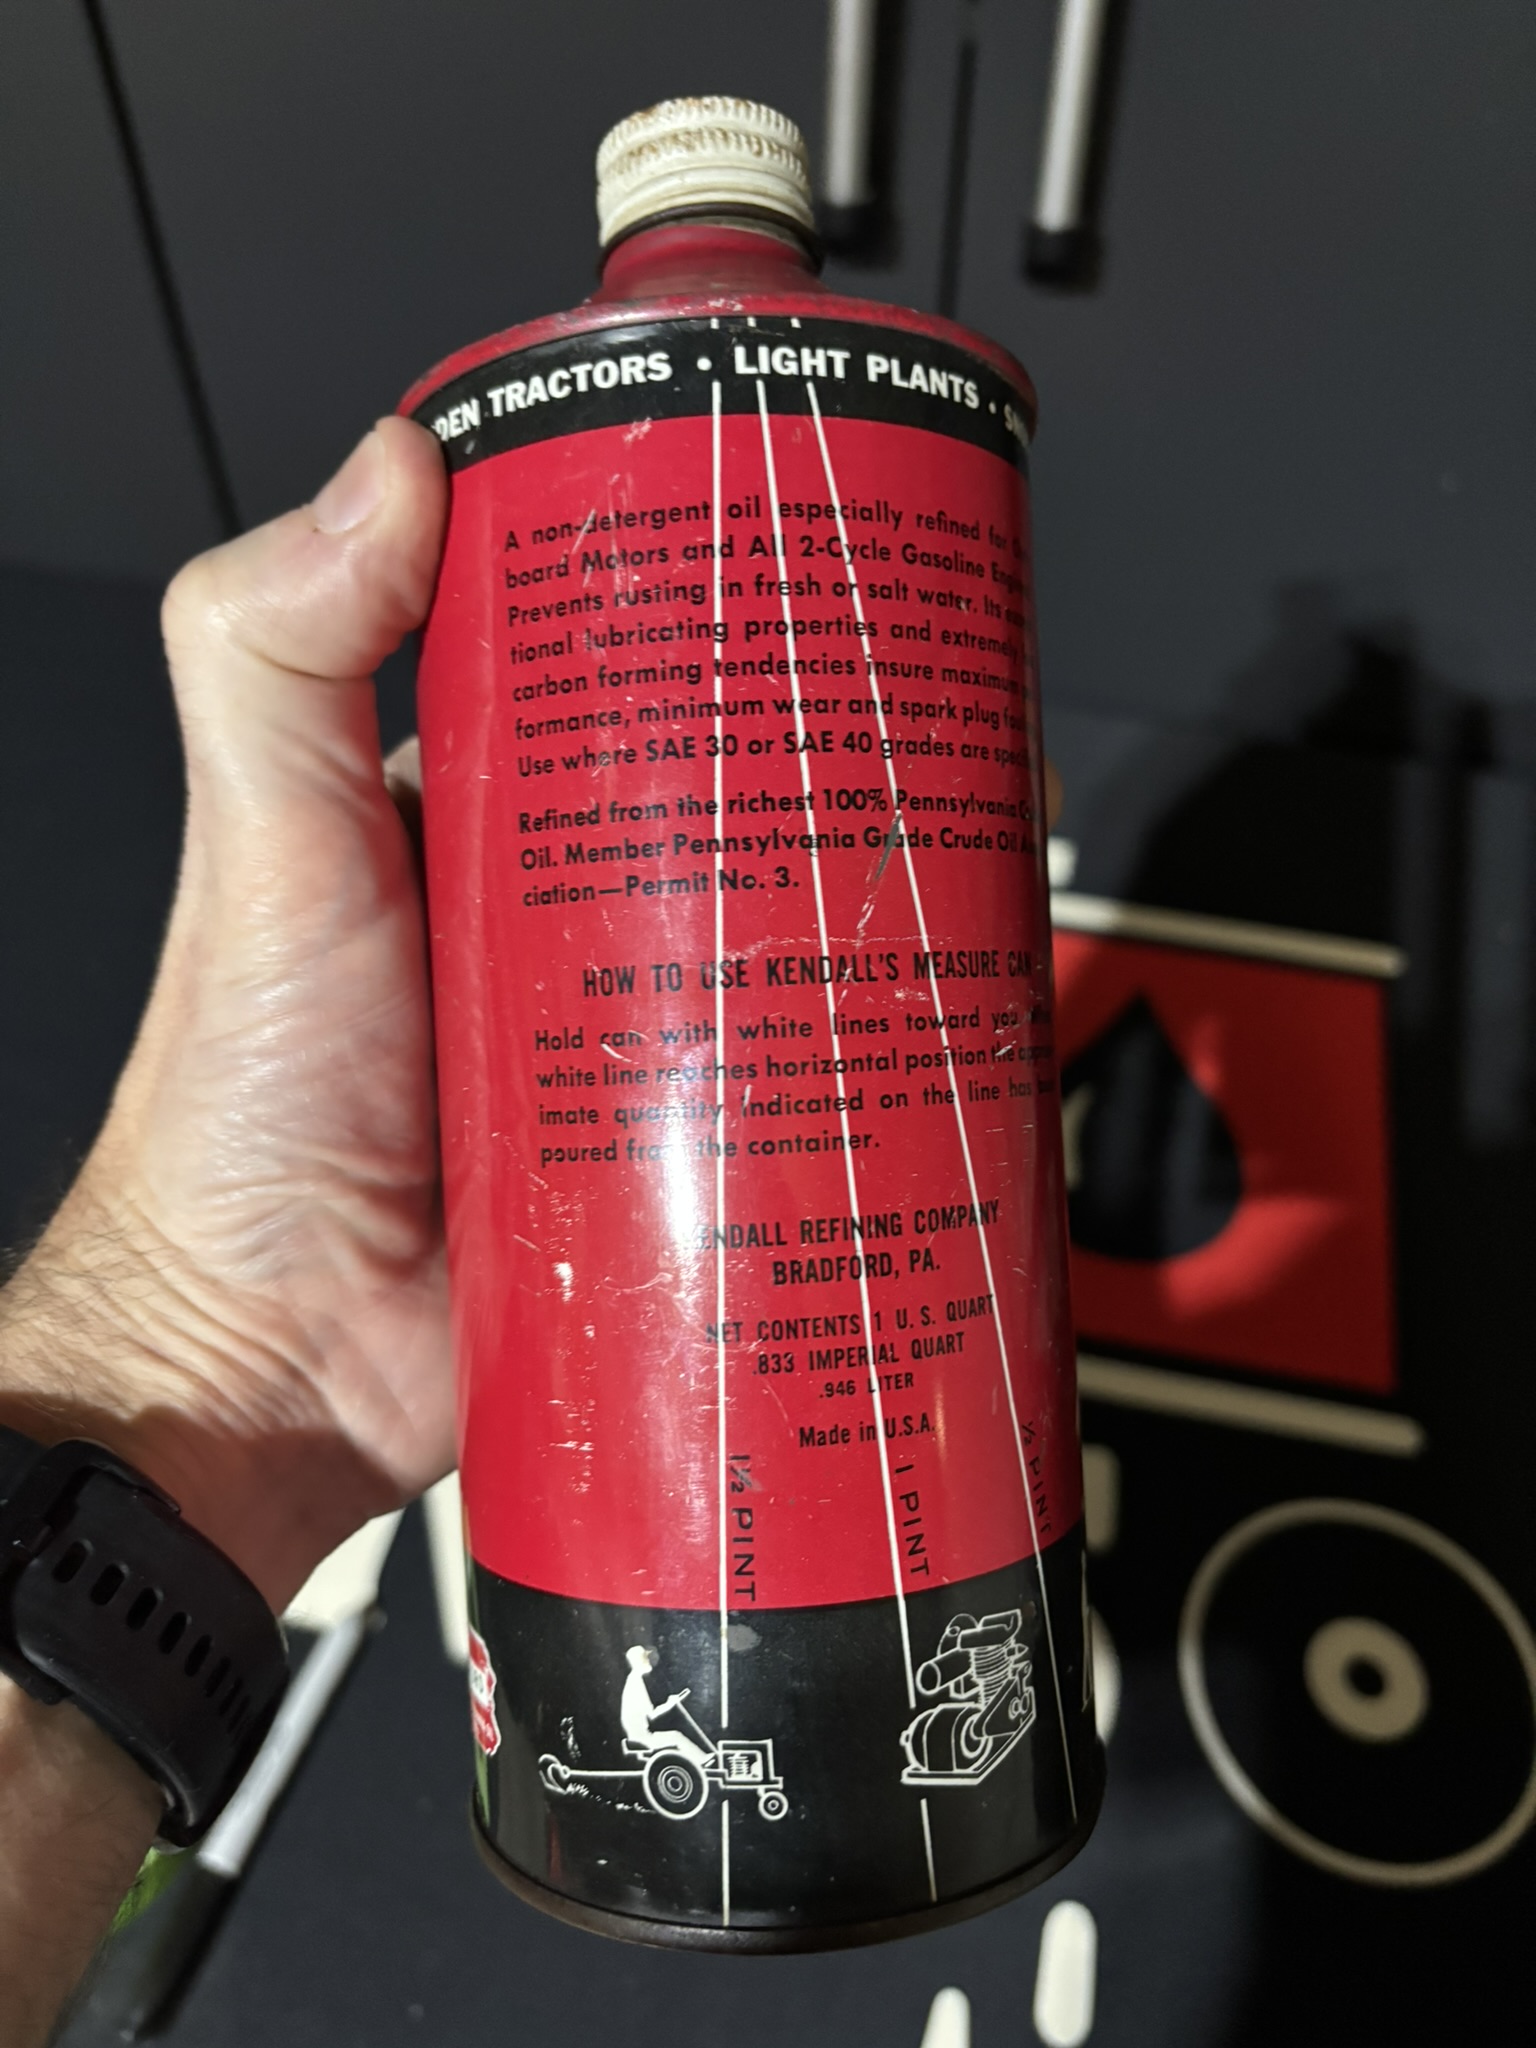 TRACTORS • LIGHT PLANTS •
A non-detergent oil especially refined for
board Motors and All 2-Cycle Gasoline
Prevents rusting in fresh or salt water. Its
tional lubricating properties and extremely
carbon forming tendencies insure maximum
formance, minimum wear and spark plug
Use where SAE 30 or SAE 40 grades are
Refined from the richest 100% Pennsylvania
Oil. Member Pennsylvania Grade Crude Oil
ciation—Permit No. 3.
HOW TO USE KENDALL'S MEASURE CAN
Hold can with white lines toward you.
white line reaches horizontal position the
imate quantity indicated on the line has
poured from the container.
KENDALL REFINING COMPANY
BRADFORD, PA.
NET CONTENTS 1 U. S. QUART
.833 IMPERIAL QUART
.946 LITER
Made in U.S.A.
1½ PINT
1 PINT
½ PINT